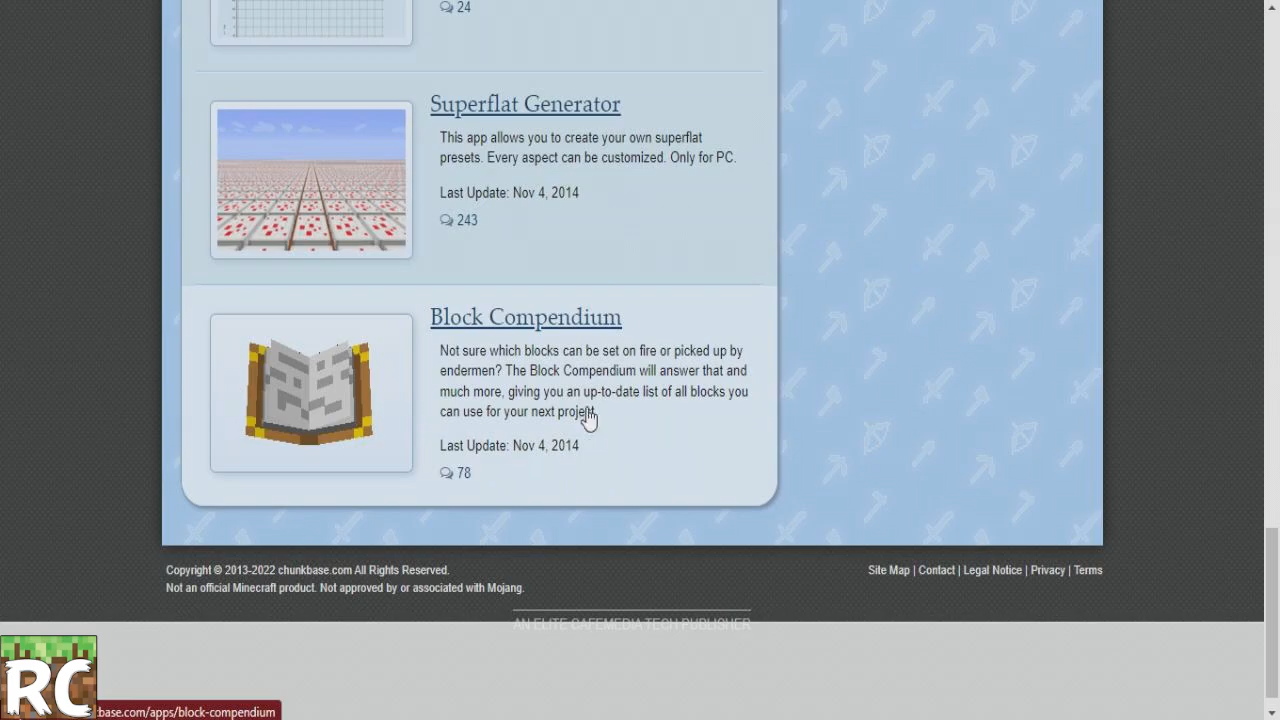 24
Superflat Generator
This app allows you to create your own superflat
presets. Every aspect can be customized. Only for PC.
Last Update: Nov 4, 2014
243
Block Compendium
Not sure which blocks can be set on fire or picked up by
endermen? The Block Compendium will answer that and
much more, giving you an up-to-date list of all blocks you
can use for your next project.
Last Update: Nov 4, 2014
78
Copyright © 2013-2022 chunkbase.com All Rights Reserved.
Not an official Minecraft product. Not approved by or associated with Mojang.
Site Map | Contact | Legal Notice | Privacy | Terms
AN ELITE CAFEMEDIA TECH PUBLISHER
RC
base.com/apps/block-compendium